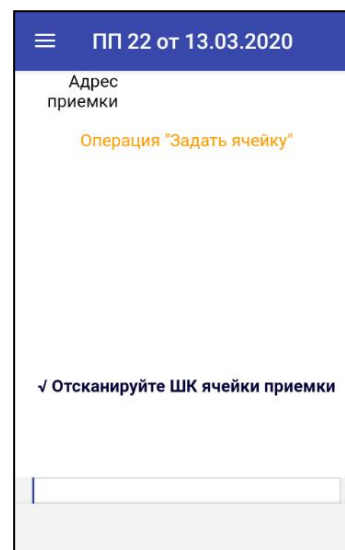 ПП 22 от 13.03.2020
Адрес
приемки
Операция "Задать ячейку"
√ Отсканируйте ШК ячейки приемки